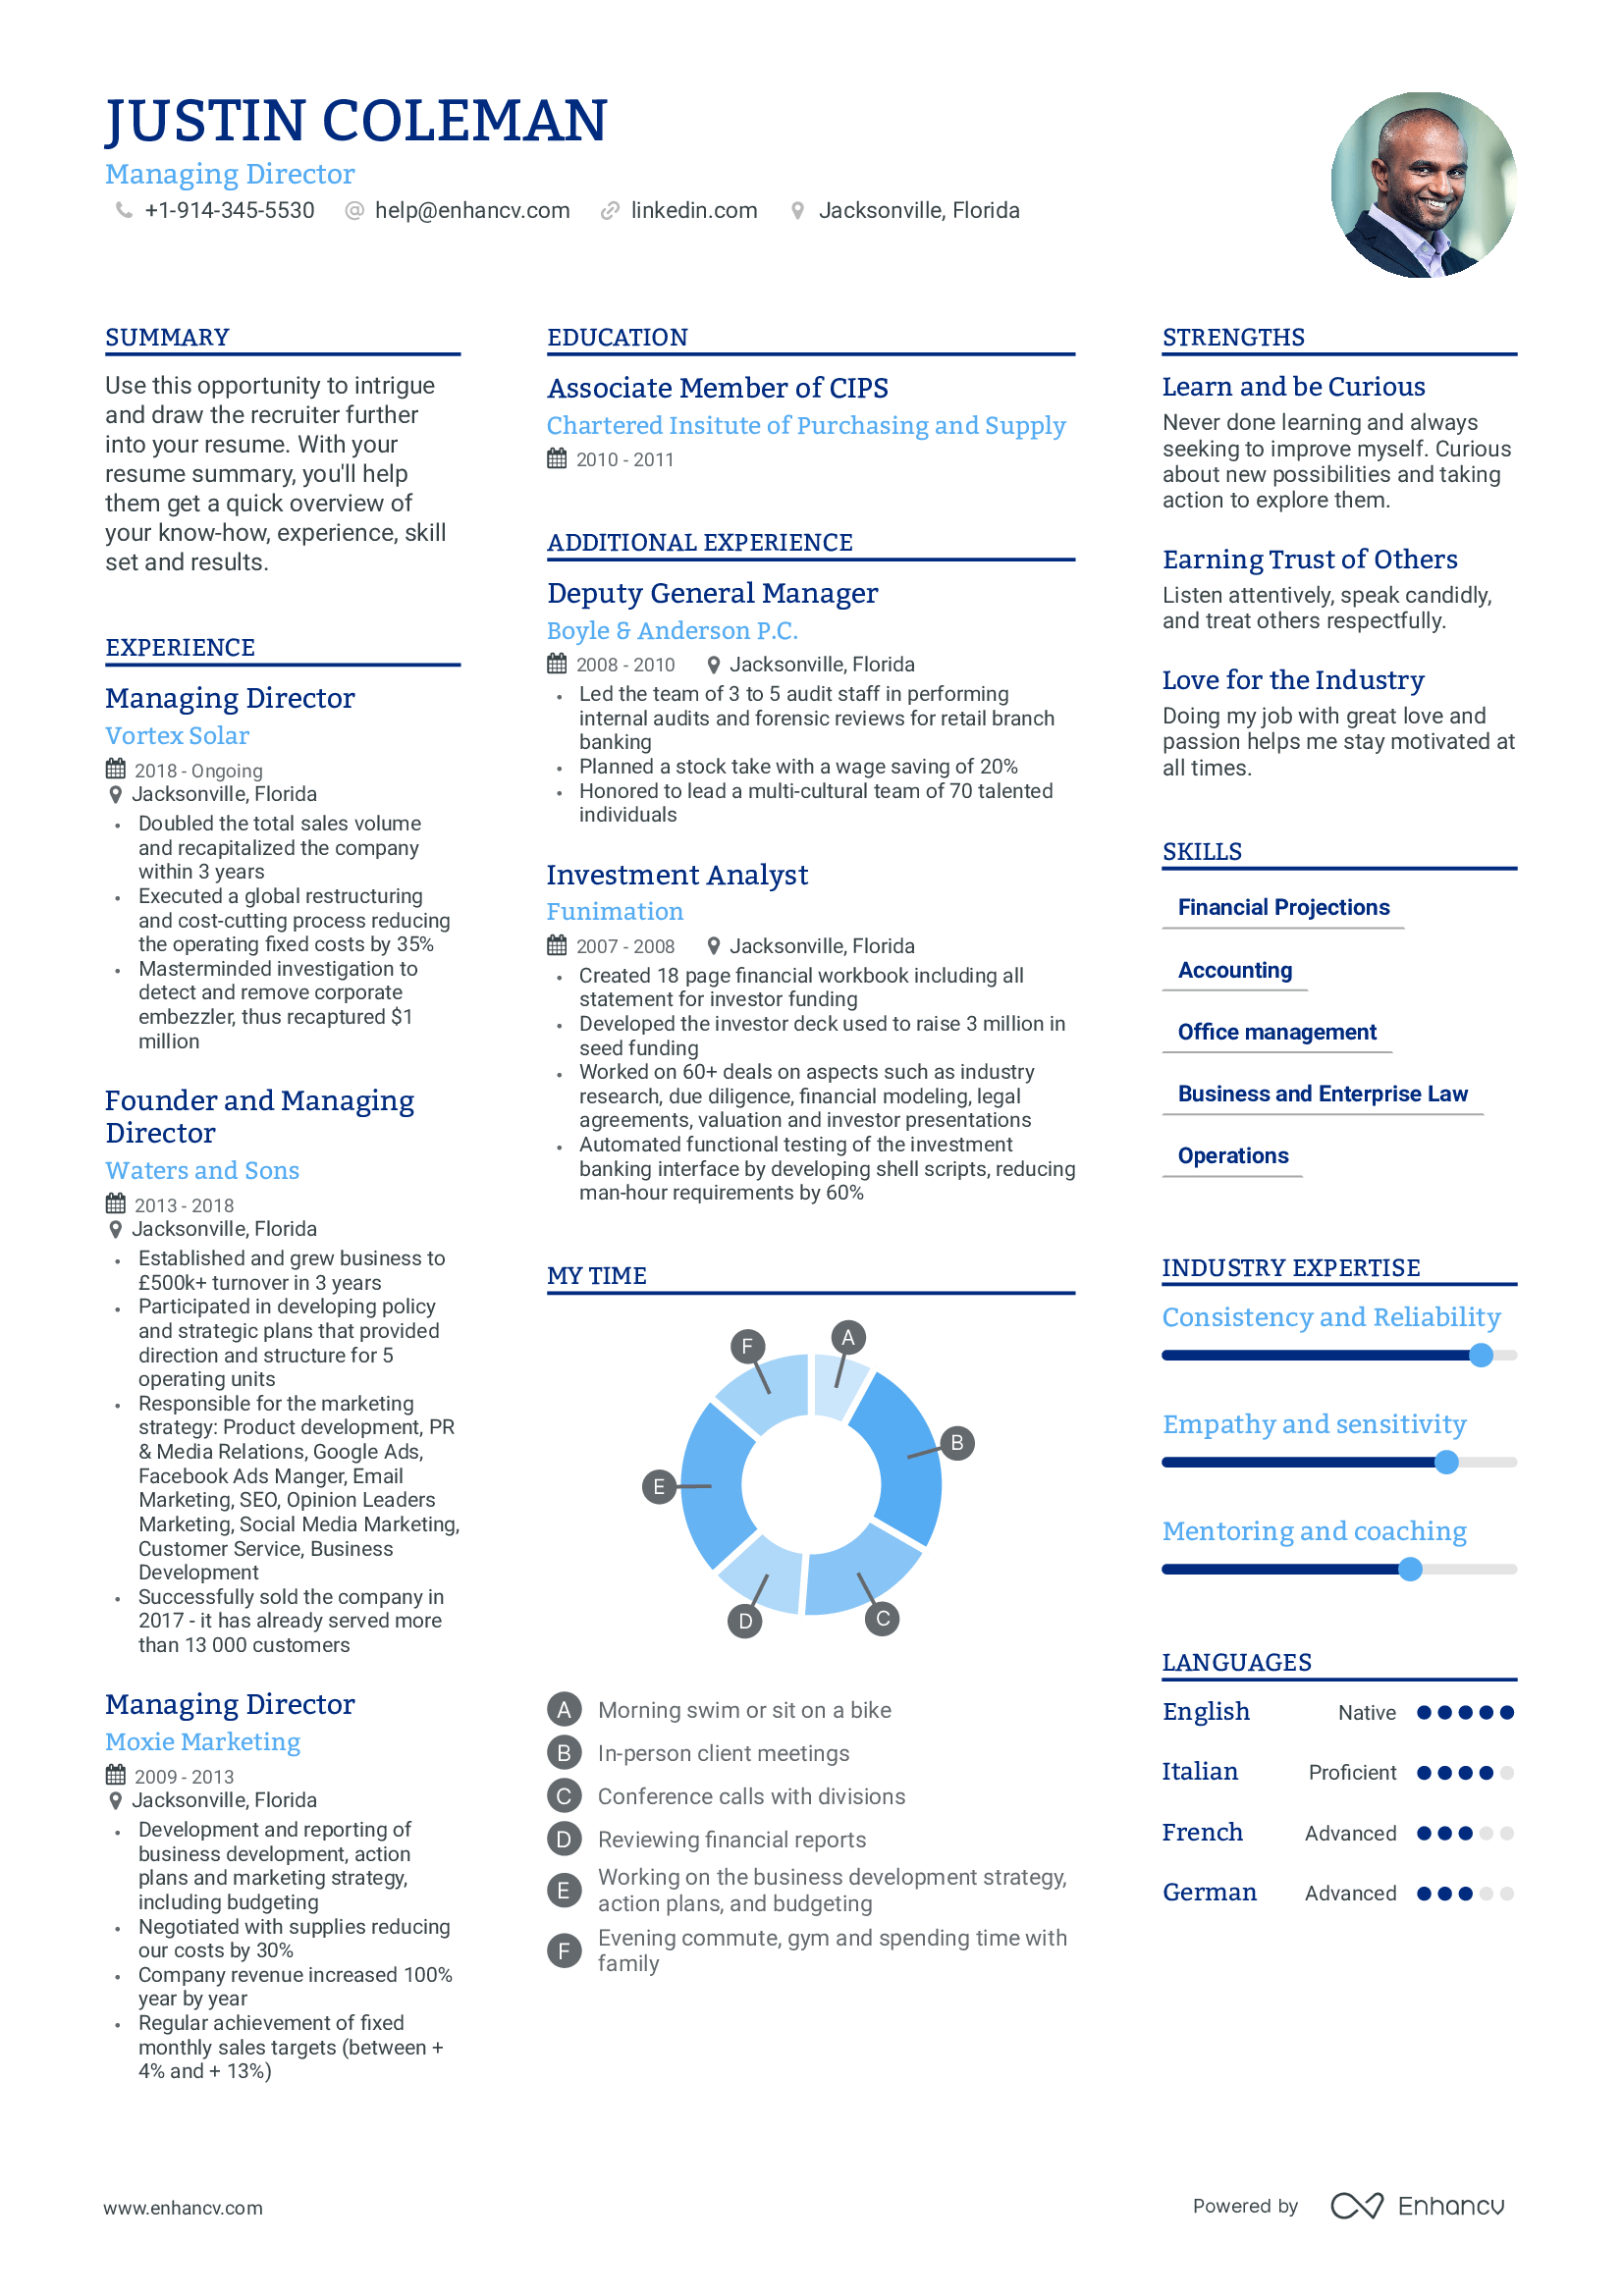 JUSTIN COLEMAN
Managing Director
+1-914-345-5530 help@enhancv.com linkedin.com Jacksonville, Florida
SUMMARY
Use this opportunity to intrigue
and draw the recruiter further
into your resume. With your
resume summary, you'll help
them get a quick overview of
your know-how, experience, skill
set and results.
EXPERIENCE
Managing Director
Vortex Solar
2018 - Ongoing
Jacksonville, Florida
• Doubled the total sales volume
and recapitalized the company
within 3 years
• Executed a global restructuring
and cost-cutting process reducing
the operating fixed costs by 35%
• Masterminded investigation to
detect and remove corporate
embezzler, thus recaptured $1
million
Founder and Managing
Director
Waters and Sons
2013 - 2018
Jacksonville, Florida
• Established and grew business to
£500k+ turnover in 3 years
• Participated in developing policy
and strategic plans that provided
direction and structure for 5
operating units
• Responsible for the marketing
strategy: Product development, PR
& Media Relations, Google Ads,
Facebook Ads Manger, Email
Marketing, SEO, Opinion Leaders
Marketing, Social Media Marketing,
Customer Service, Business
Development
• Successfully sold the company in
2017 - it has already served more
than 13 000 customers
Managing Director
Moxie Marketing
2009 - 2013
Jacksonville, Florida
• Development and reporting of
business development, action
plans and marketing strategy,
including budgeting
• Negotiated with supplies reducing
our costs by 30%
• Company revenue increased 100%
year by year
• Regular achievement of fixed
monthly sales targets (between +
4% and + 13%)
EDUCATION
Associate Member of CIPS
Chartered Insitute of Purchasing and Supply
2010 - 2011
ADDITIONAL EXPERIENCE
Deputy General Manager
Boyle & Anderson P.C.
2008 - 2010 Jacksonville, Florida
• Led the team of 3 to 5 audit staff in performing
internal audits and forensic reviews for retail branch
banking
• Planned a stock take with a wage saving of 20%
• Honored to lead a multi-cultural team of 70 talented
individuals
Investment Analyst
Funimation
2007 - 2008 Jacksonville, Florida
• Created 18 page financial workbook including all
statement for investor funding
• Developed the investor deck used to raise 3 million in
seed funding
• Worked on 60+ deals on aspects such as industry
research, due diligence, financial modeling, legal
agreements, valuation and investor presentations
• Automated functional testing of the investment
banking interface by developing shell scripts, reducing
man-hour requirements by 60%
MY TIME
F
A
B
E
D
C
A Morning swim or sit on a bike
B In-person client meetings
C Conference calls with divisions
D Reviewing financial reports
E Working on the business development strategy,
action plans, and budgeting
F Evening commute, gym and spending time with
family
STRENGTHS
Learn and be Curious
Never done learning and always
seeking to improve myself. Curious
about new possibilities and taking
action to explore them.
Earning Trust of Others
Listen attentively, speak candidly,
and treat others respectfully.
Love for the Industry
Doing my job with great love and
passion helps me stay motivated at
all times.
SKILLS
Financial Projections
Accounting
Office management
Business and Enterprise Law
Operations
INDUSTRY EXPERTISE
Consistency and Reliability
Empathy and sensitivity
Mentoring and coaching
LANGUAGES
English Native
Italian Proficient
French Advanced
German Advanced
www.enhancv.com
Powered by Enhancv